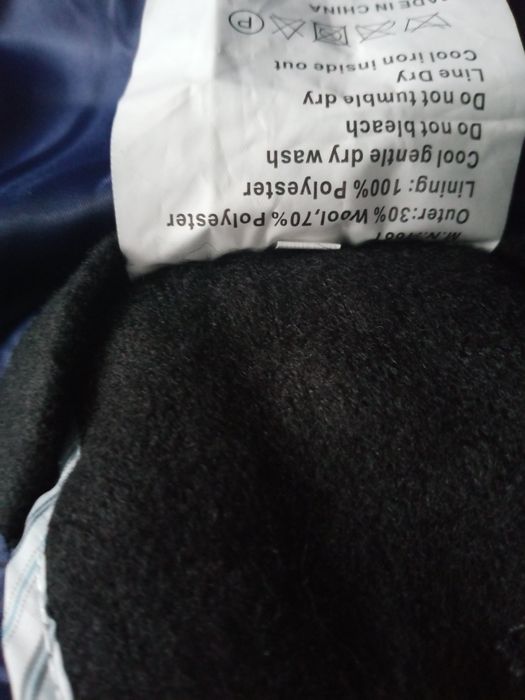 Outer:30% Wool,70% Polyester
Lining: 100% Polyester
Cool gentle dry wash
Do not bleach
Do not tumble dry
Line Dry
Cool iron inside out
P
MADE IN CHINA